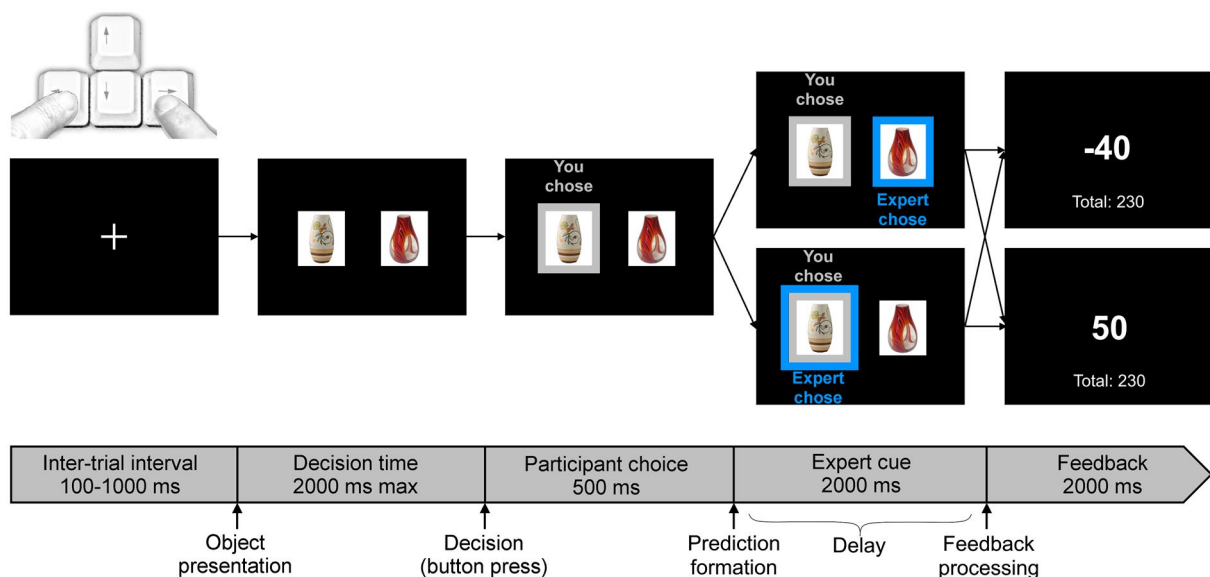 You
chose
Expert
chose
-40
Total: 230
You
chose
You
chose
Expert
chose
50
Total: 230
Inter-trial interval
100-1000 ms
Decision time
2000 ms max
Participant choice
500 ms
Expert cue
2000 ms
Feedback
2000 ms
Object
presentation
Decision
(button press)
Prediction
formation
Delay
Feedback
processing